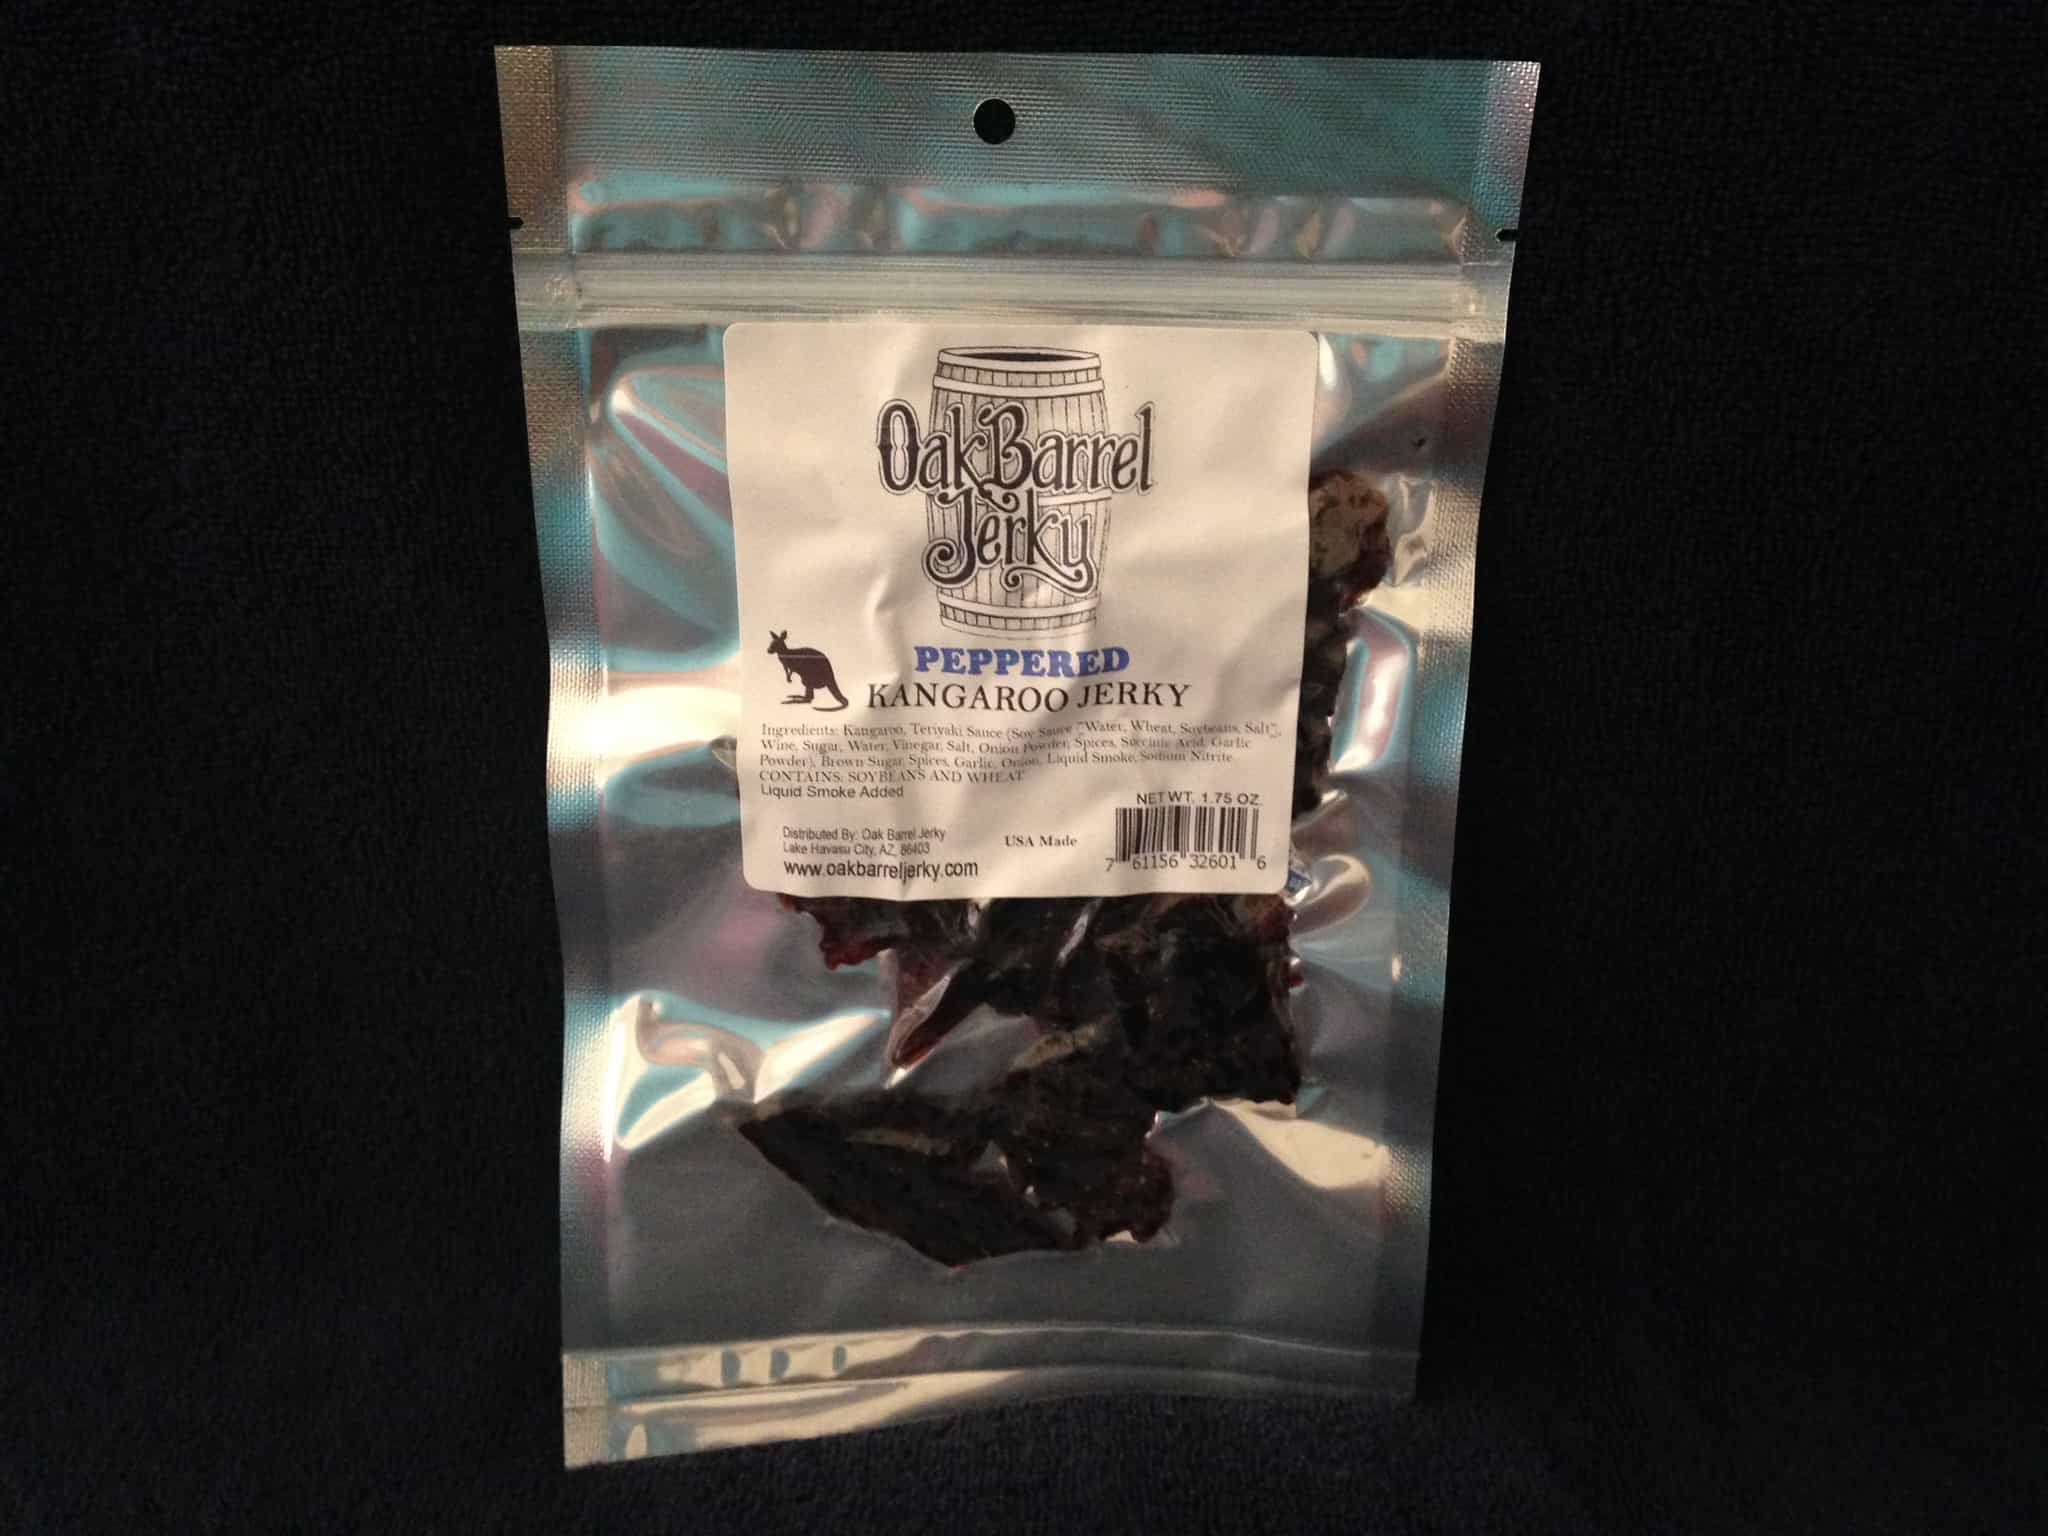 Oak Barrel
Jerky
PEPPERED
KANGAROO JERKY
Ingredients: Kangaroo, Teriyaki Sauce (Soy Sauce "Water, Wheat, Soybeans, Salt",
Wine, Sugar, Water, Vinegar, Salt, Onion Powder, Spices, Succinic Acid, Garlic
Powder), Brown Sugar, Spices, Garlic, Onion, Liquid Smoke, Sodium Nitrite
CONTAINS: SOYBEANS AND WHEAT
Liquid Smoke Added
NET WT. 1.75 OZ.
Distributed By: Oak Barrel Jerky
Lake Havasu City, AZ, 86403
www.oakbarreljerky.com
USA Made
7 61156 32601 6